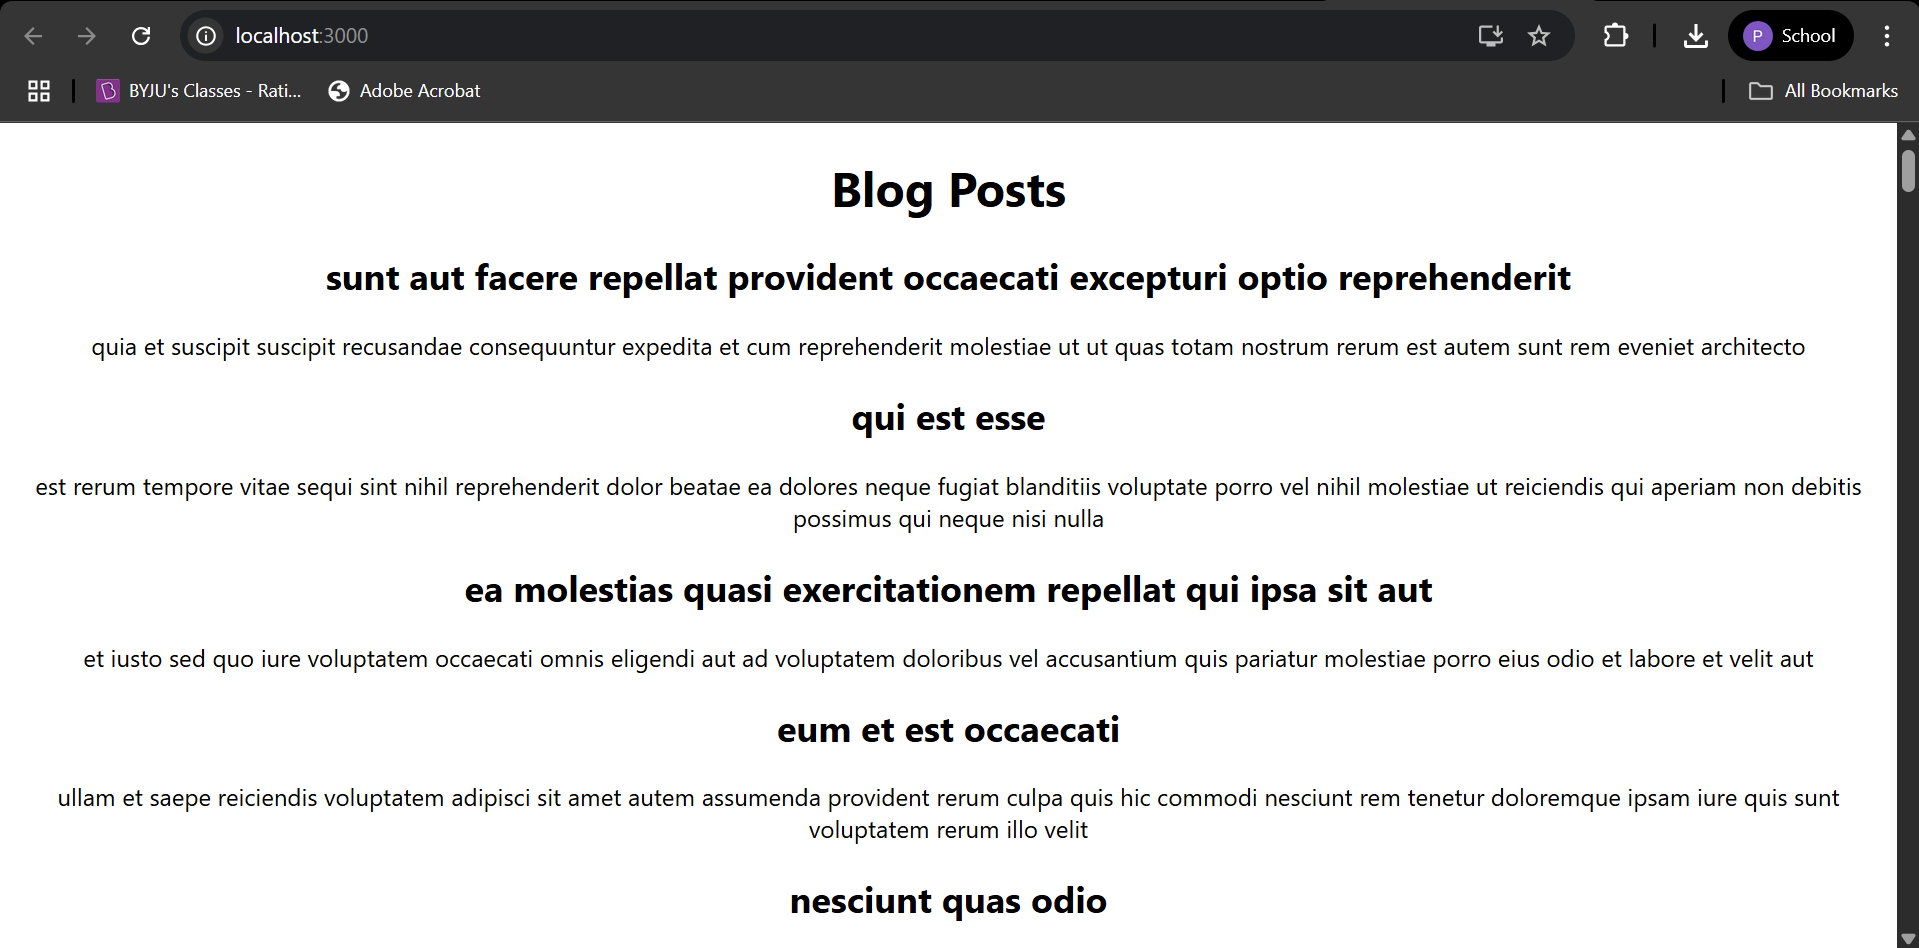 localhost:3000
P School
BYJU's Classes - Rati...
Adobe Acrobat
All Bookmarks
Blog Posts
sunt aut facere repellat provident occaecati excepturi optio reprehenderit
quia et suscipit suscipit recusandae consequuntur expedita et cum reprehenderit molestiae ut ut quas totam nostrum rerum est autem sunt rem eveniet architecto
qui est esse
est rerum tempore vitae sequi sint nihil reprehenderit dolor beatae ea dolores neque fugiat blanditiis voluptate porro vel nihil molestiae ut reiciendis qui aperiam non debitis
possimus qui neque nisi nulla
ea molestias quasi exercitationem repellat qui ipsa sit aut
et iusto sed quo iure voluptatem occaecati omnis eligendi aut ad voluptatem doloribus vel accusantium quis pariatur molestiae porro eius odio et labore et velit aut
eum et est occaecati
ullam et saepe reiciendis voluptatem adipisci sit amet autem assumenda provident rerum culpa quis hic commodi nesciunt rem tenetur doloremque ipsam iure quis sunt
voluptatem rerum illo velit
nesciunt quas odio